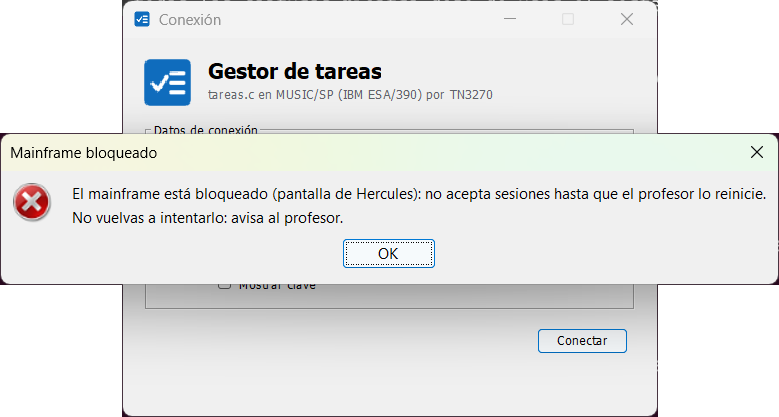 Conexión
Gestor de tareas
tareas.c en MUSIC/SP (IBM ESA/390) por TN3270
Datos de conexión
Mainframe bloqueado
El mainframe está bloqueado (pantalla de Hercules): no acepta sesiones hasta que el profesor lo reinicie.
No vuelvas a intentarlo: avisa al profesor.
OK
Mostrar clave
Conectar